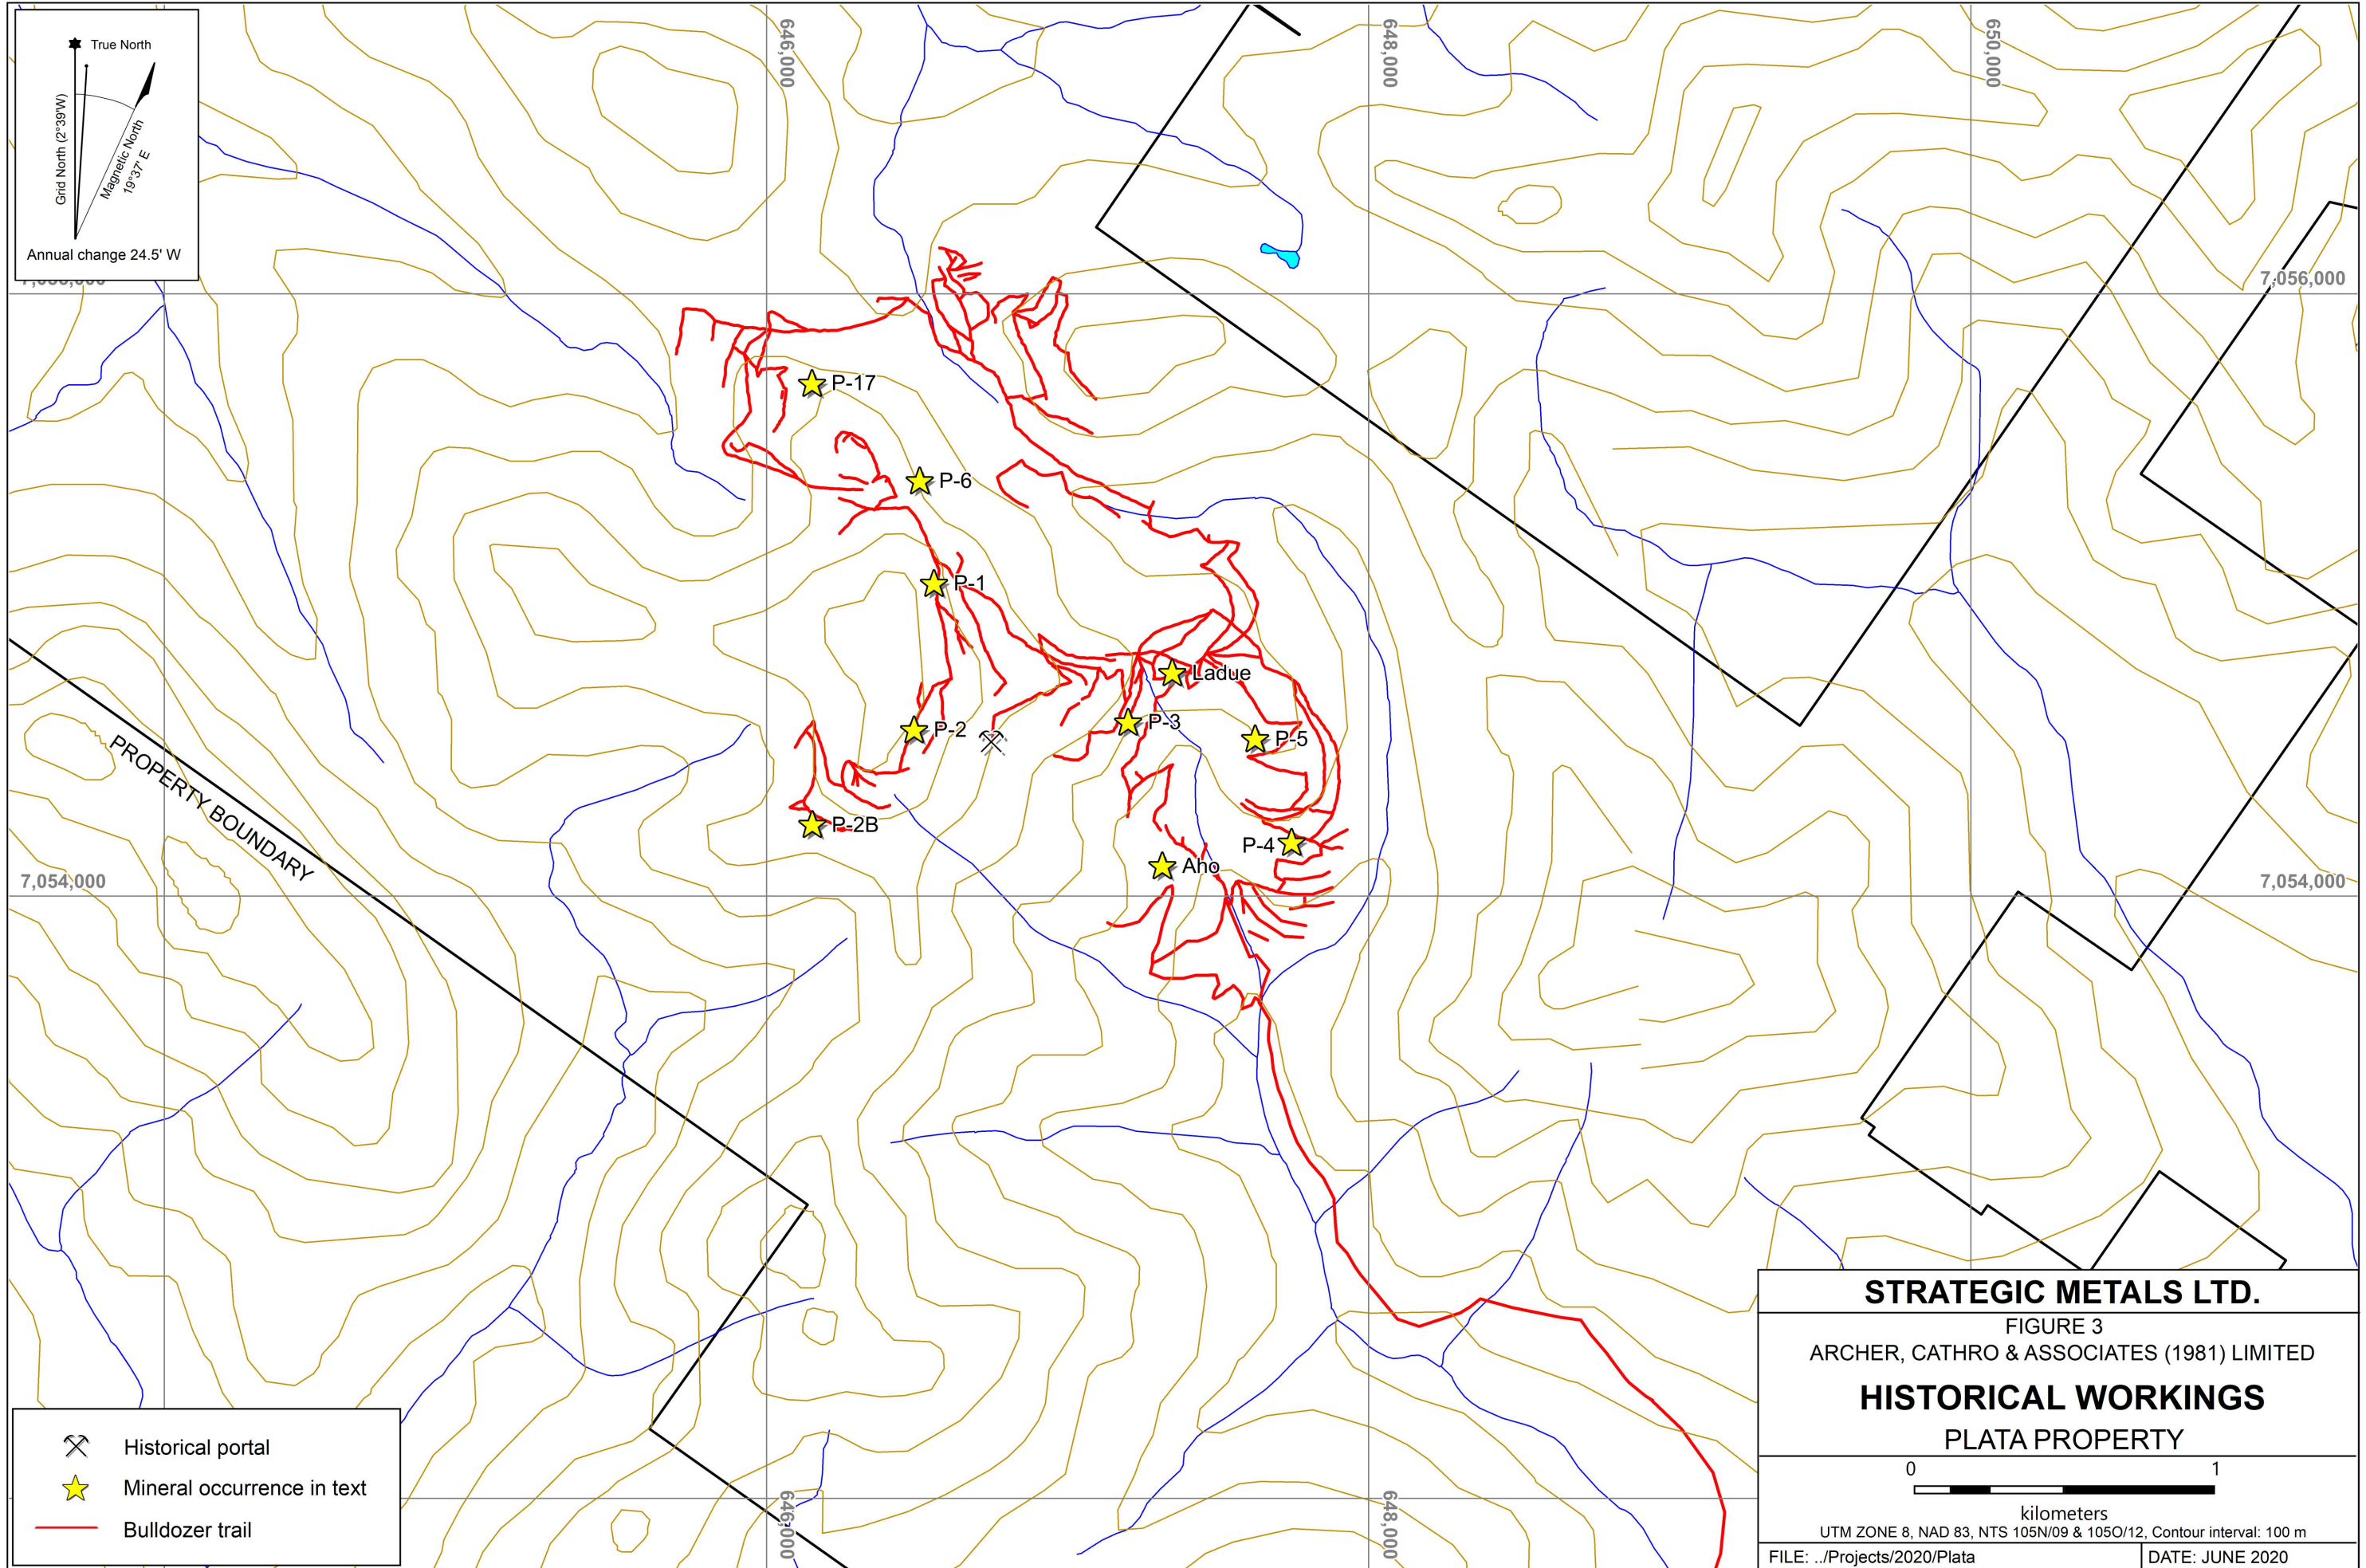 True North
Grid North (2°39'W)
Magnetic North
19°37' E
Annual change 24.5' W
646,000
648,000
650,000
7,056,000
P-17
P-6
P-1
Ladue
P-2
P-3
P-5
P-2B
P-4
Aho
PROPERTY BOUNDARY
7,054,000
7,054,000
646,000
648,000
Historical portal
Mineral occurrence in text
Bulldozer trail
STRATEGIC METALS LTD.
FIGURE 3
ARCHER, CATHRO & ASSOCIATES (1981) LIMITED
HISTORICAL WORKINGS
PLATA PROPERTY
0 1
kilometers
UTM ZONE 8, NAD 83, NTS 105N/09 & 105O/12, Contour interval: 100 m
FILE: ../Projects/2020/Plata
DATE: JUNE 2020